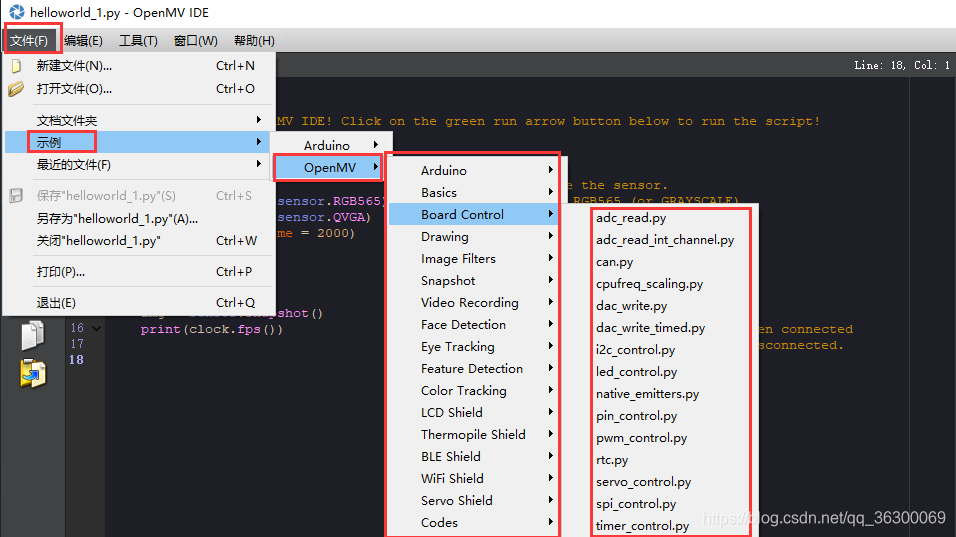 helloworld_1.py - OpenMV IDE
文件(F) 编辑(E) 工具(T) 窗口(W) 帮助(H)
Line: 18, Col: 1
新建文件(N)... Ctrl+N
打开文件(O)... Ctrl+O
文档文件夹
示例
最近的文件(F)
保存"helloworld_1.py"(S) Ctrl+S
另存为"helloworld_1.py"(A)...
关闭"helloworld_1.py" Ctrl+W
打印(P)... Ctrl+P
退出(E) Ctrl+Q
Arduino
OpenMV
Arduino
Basics
Board Control
Drawing
Image Filters
Snapshot
Video Recording
Face Detection
Eye Tracking
Feature Detection
Color Tracking
LCD Shield
Thermopile Shield
BLE Shield
WiFi Shield
Servo Shield
Codes
adc_read.py
adc_read_int_channel.py
can.py
cpufreq_scaling.py
dac_write.py
dac_write_timed.py
i2c_control.py
led_control.py
native_emitters.py
pin_control.py
pwm_control.py
rtc.py
servo_control.py
spi_control.py
timer_control.py
MV IDE! Click on the green run arrow button below to run the script!
e the sensor.
sensor.RGB565) RGB565 (or GRAYSCALE)
sensor.QVGA)
me = 2000)
snapshot()
16 print(clock.fps()) en connected
17 sconnected.
18
https://blog.csdn.net/qq_36300069